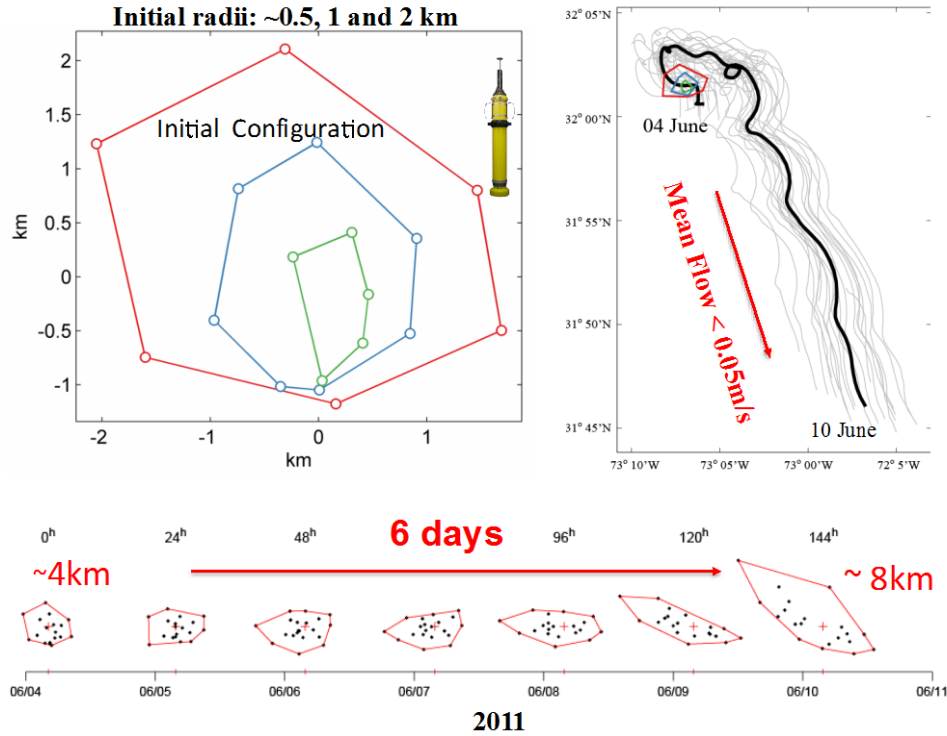 Initial radii: ~0.5, 1 and 2 km
Initial Configuration
2
1.5
1
0.5
0
-0.5
-1
km
-2
-1
0
1
2
km
32° 05'N
32° 00'N
31° 55'N
31° 50'N
31° 45'N
04 June
Mean Flow < 0.05m/s
10 June
73° 10'W
73° 05'W
73° 00'W
72° 5'W
0h
24h
48h
6 days
96h
120h
144h
~4km
~ 8km
06/04
06/05
06/06
06/07
06/08
06/09
06/10
06/11
2011